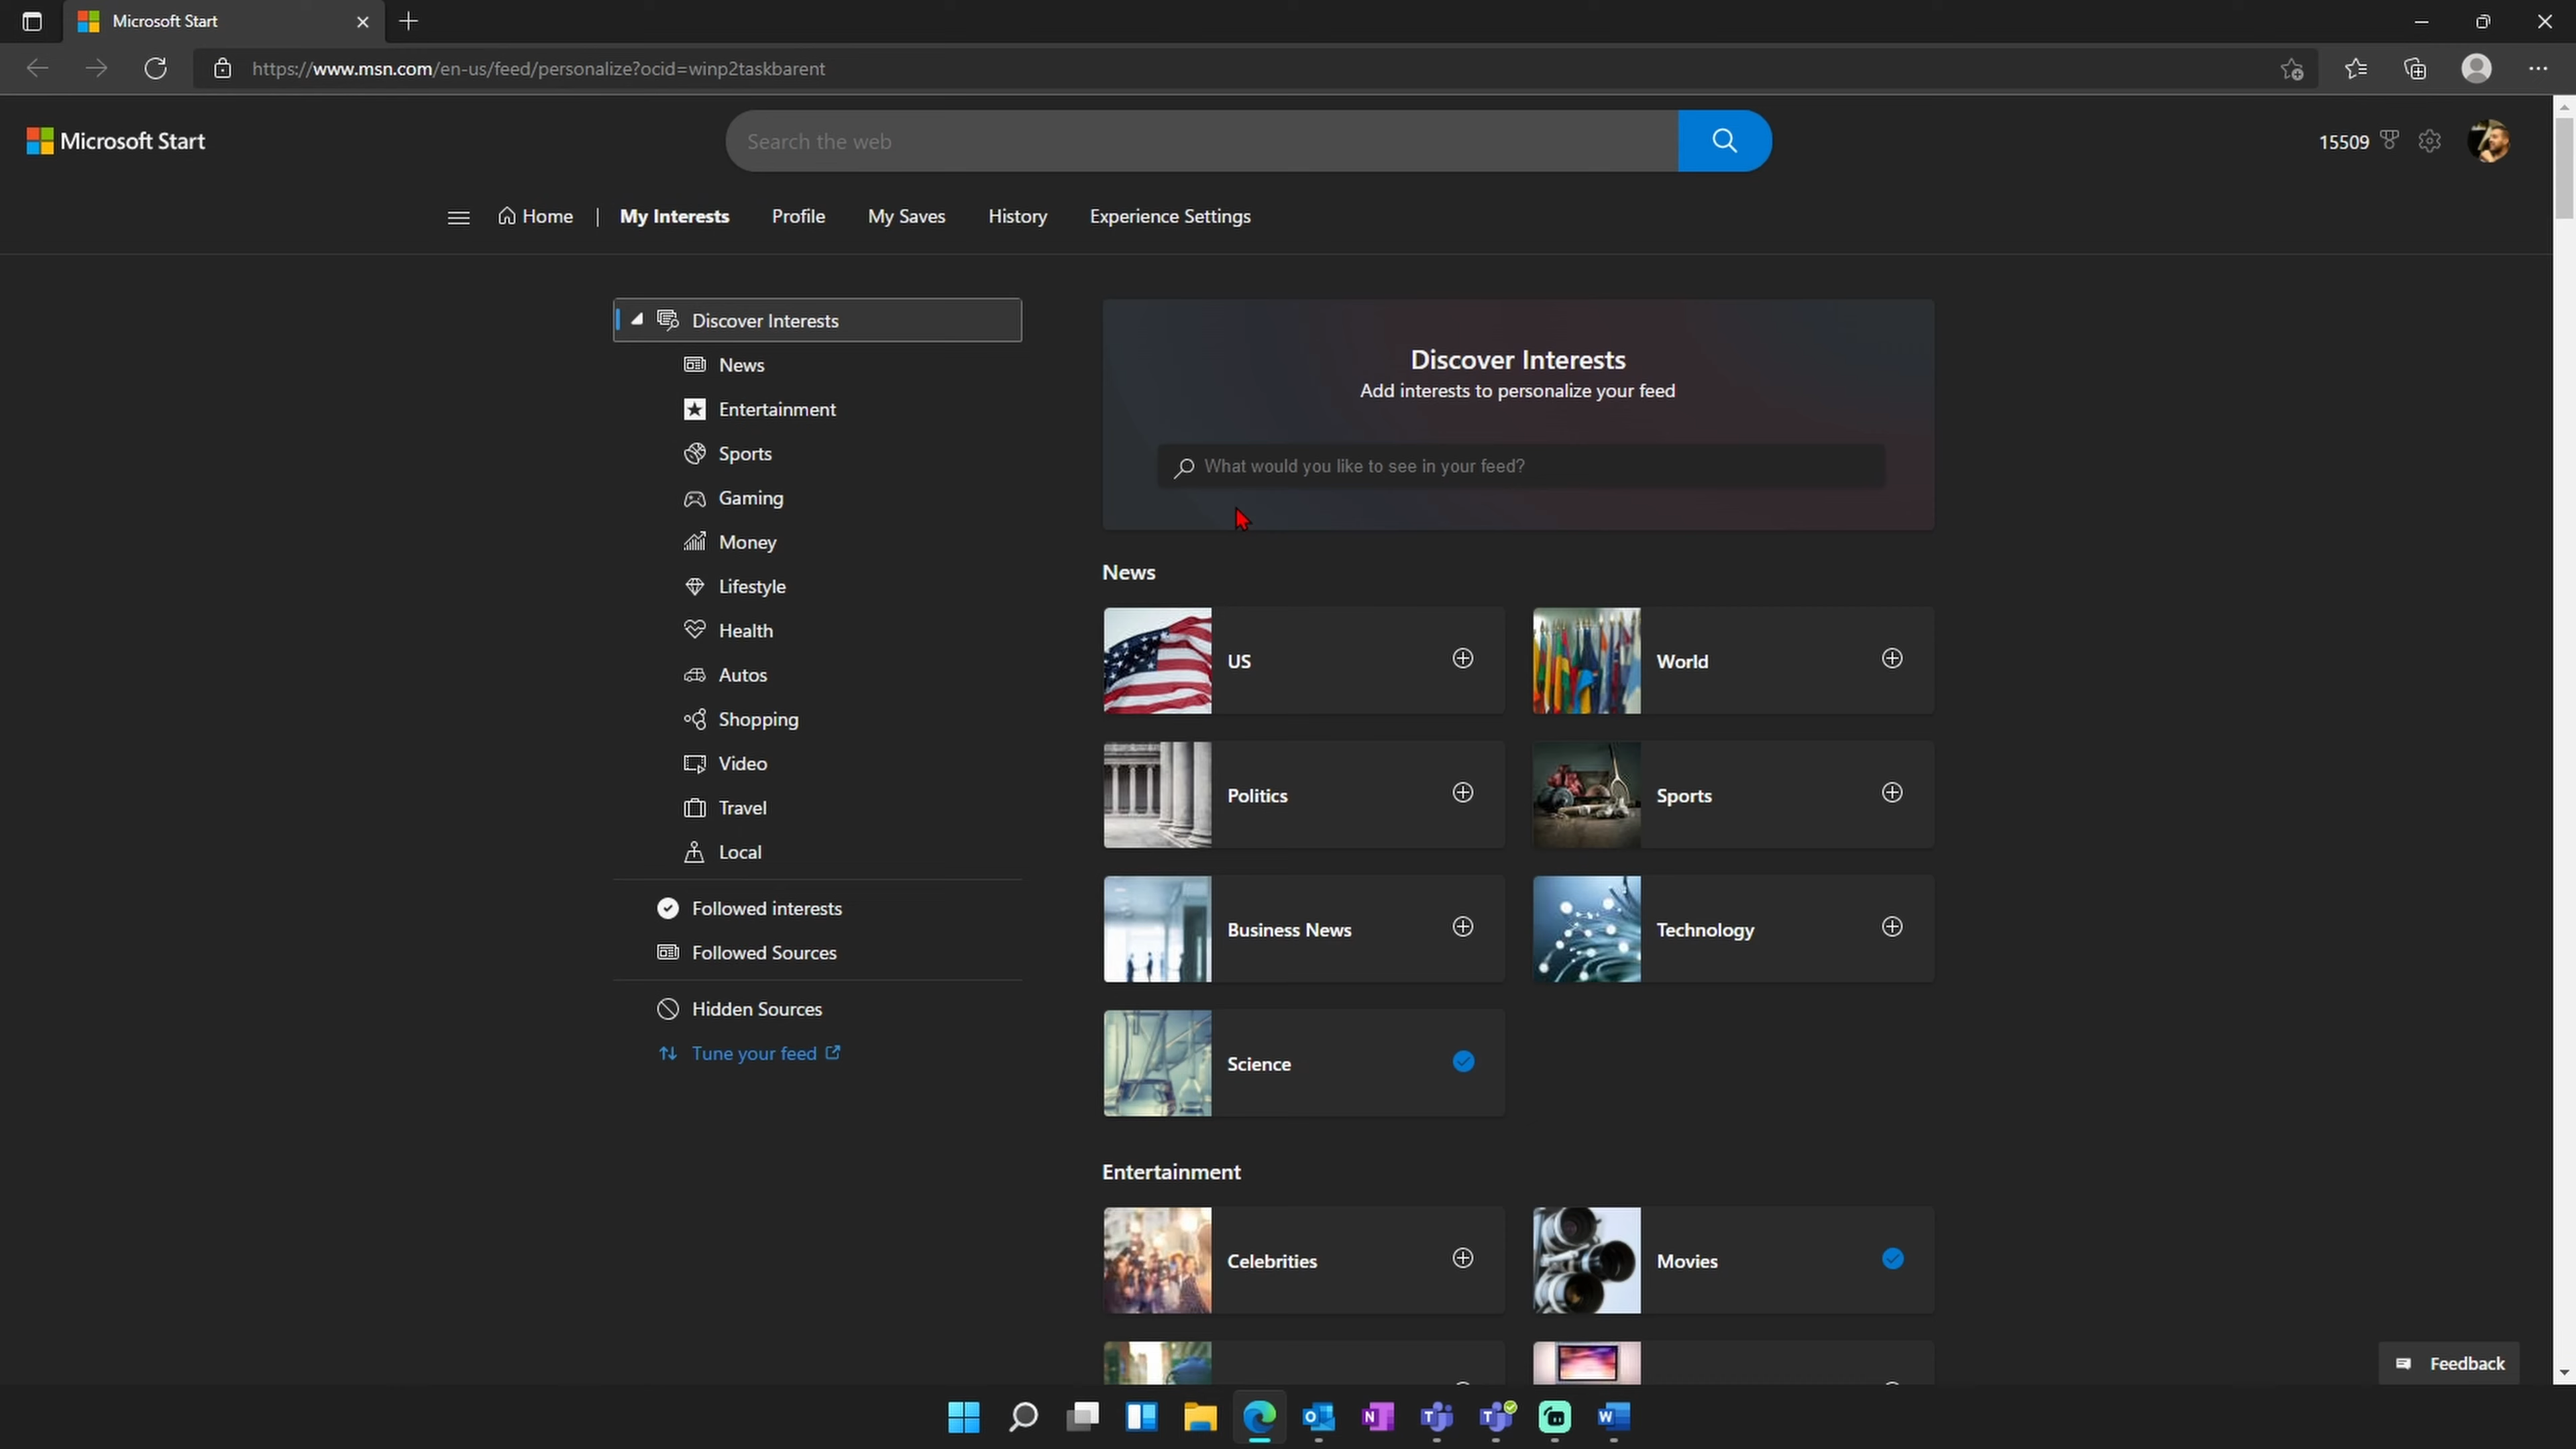 Microsoft Start
https://www.msn.com/en-us/feed/personalize?ocid=winp2taskbarent
Microsoft Start
Search the web
15509
Home | My Interests Profile My Saves History Experience Settings
Discover Interests
News
Entertainment
Sports
Gaming
Money
Lifestyle
Health
Autos
Shopping
Video
Travel
Local
Followed interests
Followed Sources
Hidden Sources
Tune your feed
Discover Interests
Add interests to personalize your feed
What would you like to see in your feed?
News
US
World
Politics
Sports
Business News
Technology
Science
Entertainment
Celebrities
Movies
Feedback